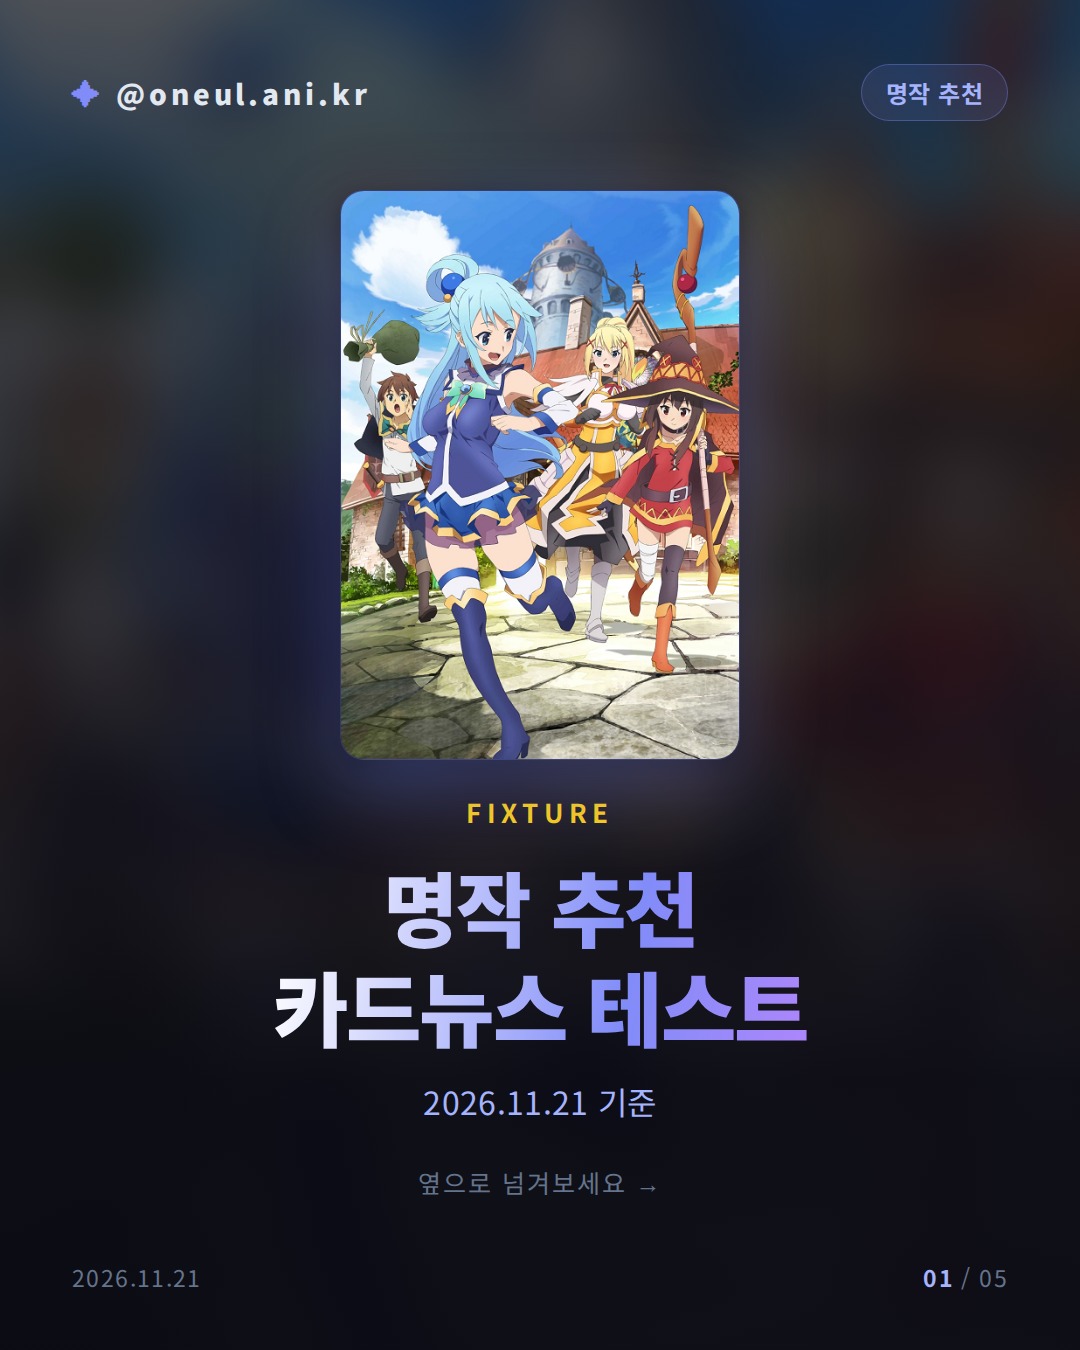 @oneul.ani.kr
명작 추천
FIXTURE
명작 추천
카드뉴스 테스트
2026.11.21 기준
옆으로 넘겨보세요 →
2026.11.21
01 / 05